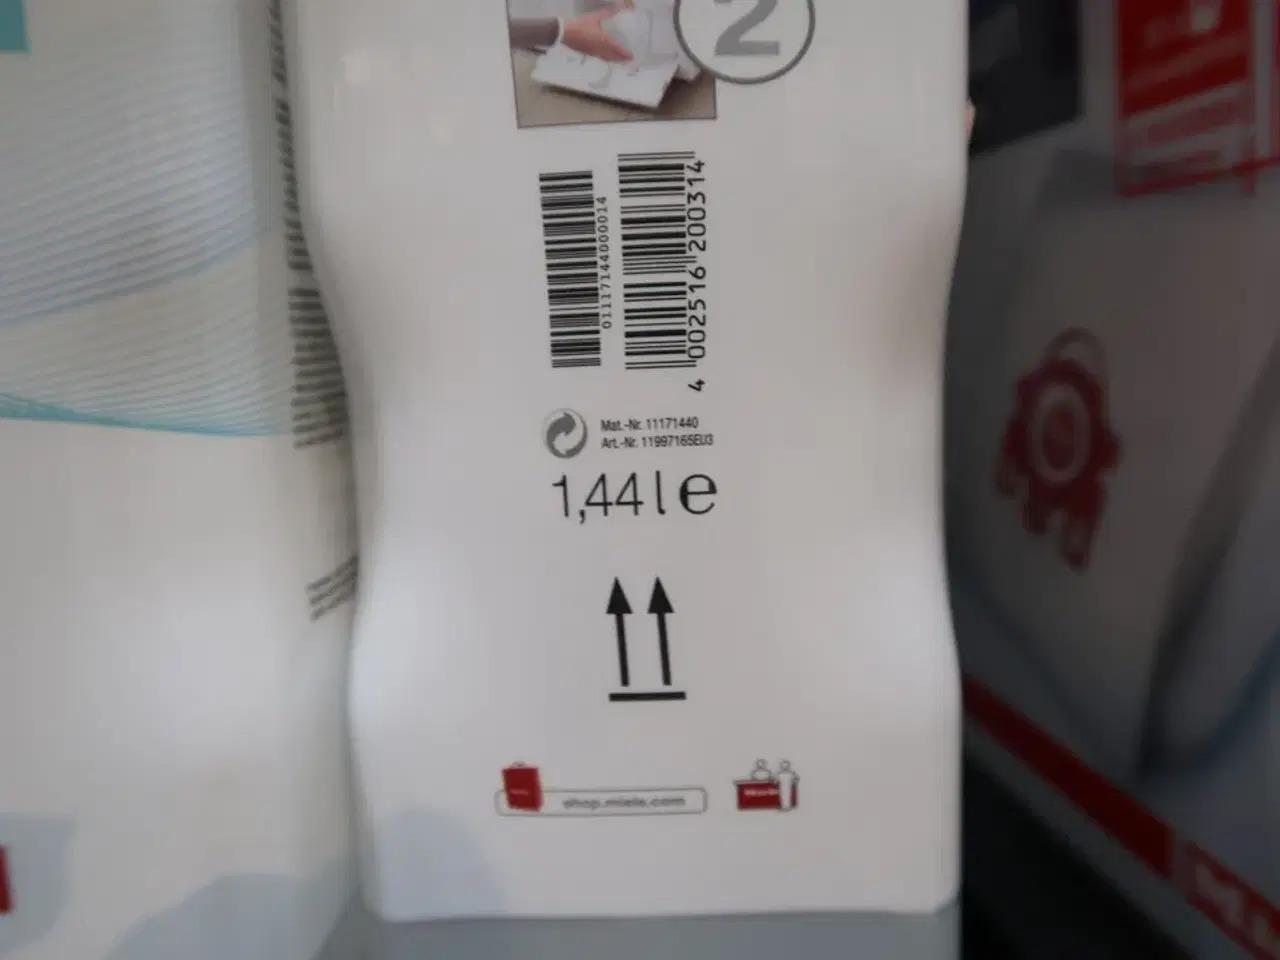 2
0111714400014
4 002516 200314
Mat.-Nr. 11171440
Art.-Nr. 11997165EU3
1,44 l e
shop.miele.com